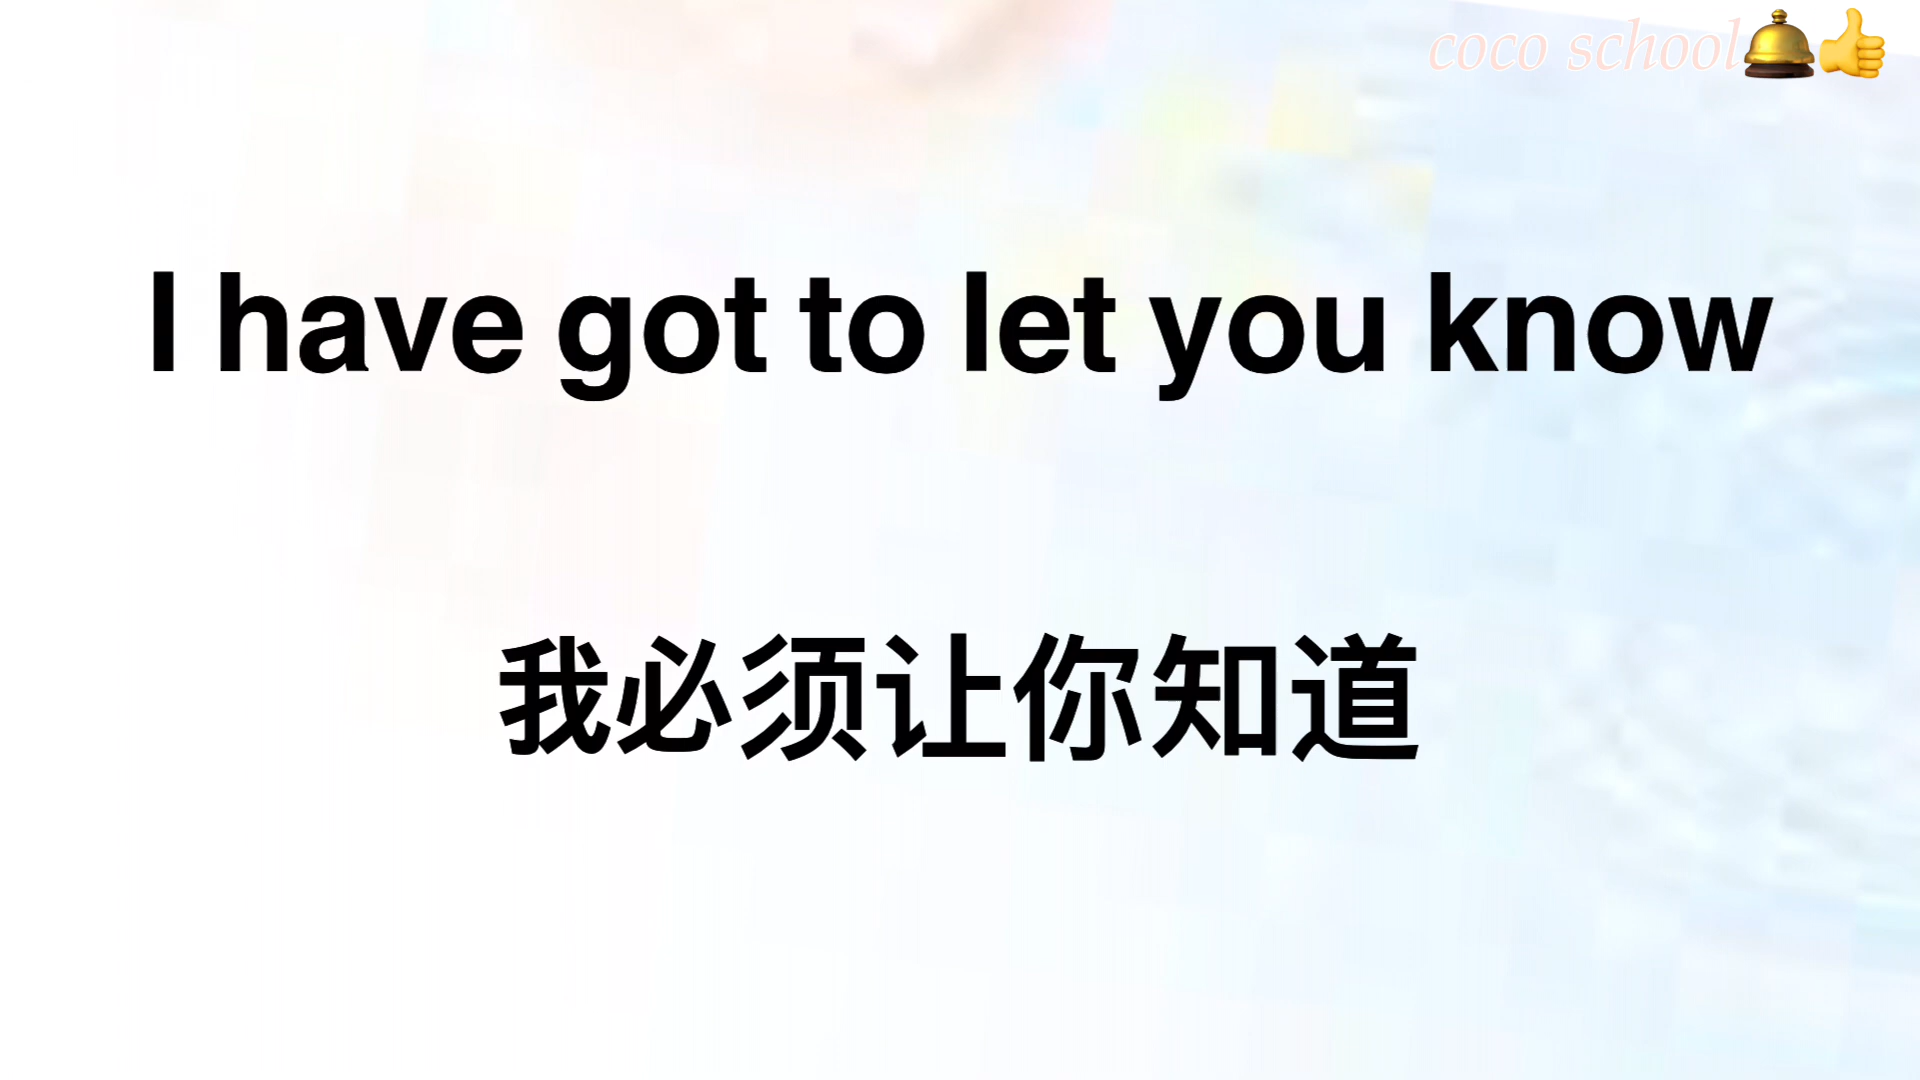 coco school🛎👍
I have got to let you know
我必须让你知道